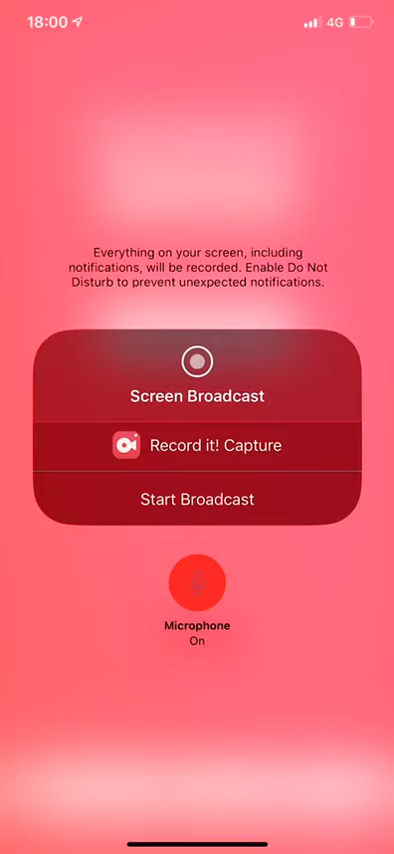 18:00
4G
Everything on your screen, including
notifications, will be recorded. Enable Do Not
Disturb to prevent unexpected notifications.
Screen Broadcast
Record it! Capture
Start Broadcast
Microphone
On